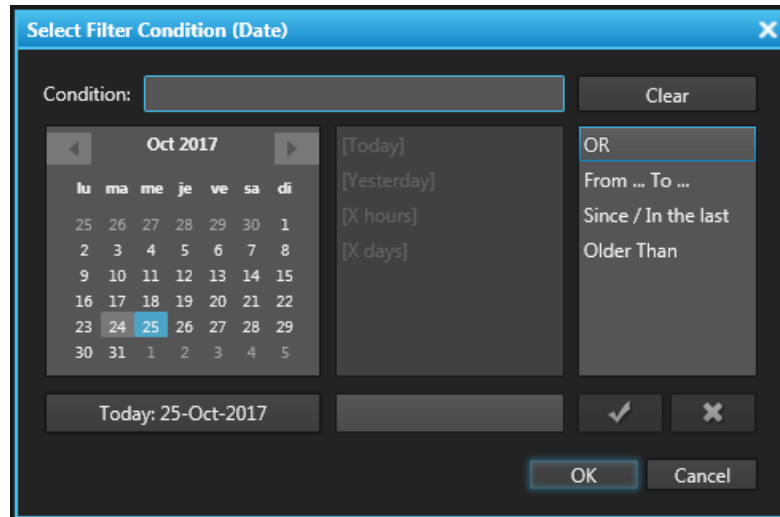 Select Filter Condition (Date)
Condition:
Clear
Oct 2017
lu ma me je ve sa di
25 26 27 28 29 30 1
2 3 4 5 6 7 8
9 10 11 12 13 14 15
16 17 18 19 20 21 22
23 24 25 26 27 28 29
30 31 1 2 3 4 5
Today: 25-Oct-2017
[Today]
[Yesterday]
[X hours]
[X days]
OR
From ... To ...
Since / In the last
Older Than
OK
Cancel